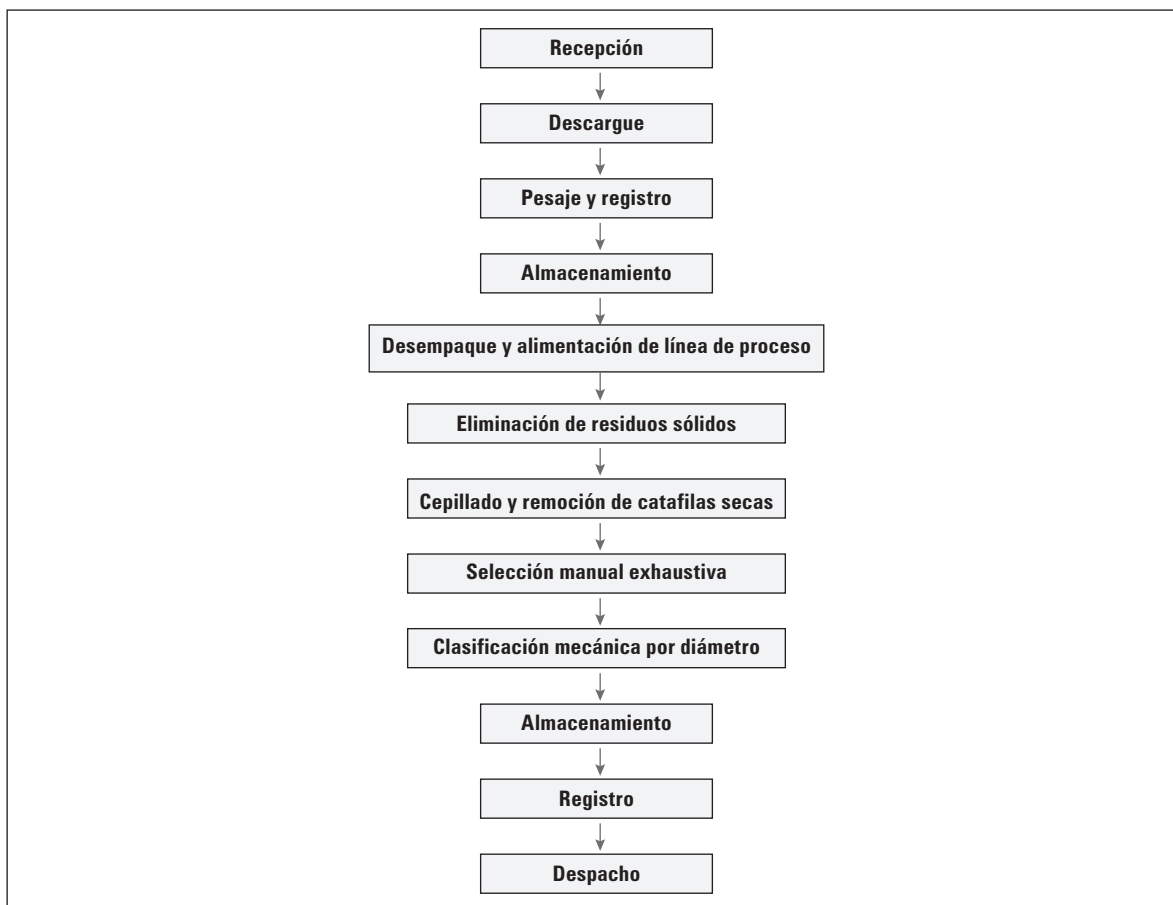 Recepción
Descargue
Pesaje y registro
Almacenamiento
Desempaque y alimentación de línea de proceso
Eliminación de residuos sólidos
Cepillado y remoción de catafilas secas
Selección manual exhaustiva
Clasificación mecánica por diámetro
Almacenamiento
Registro
Despacho